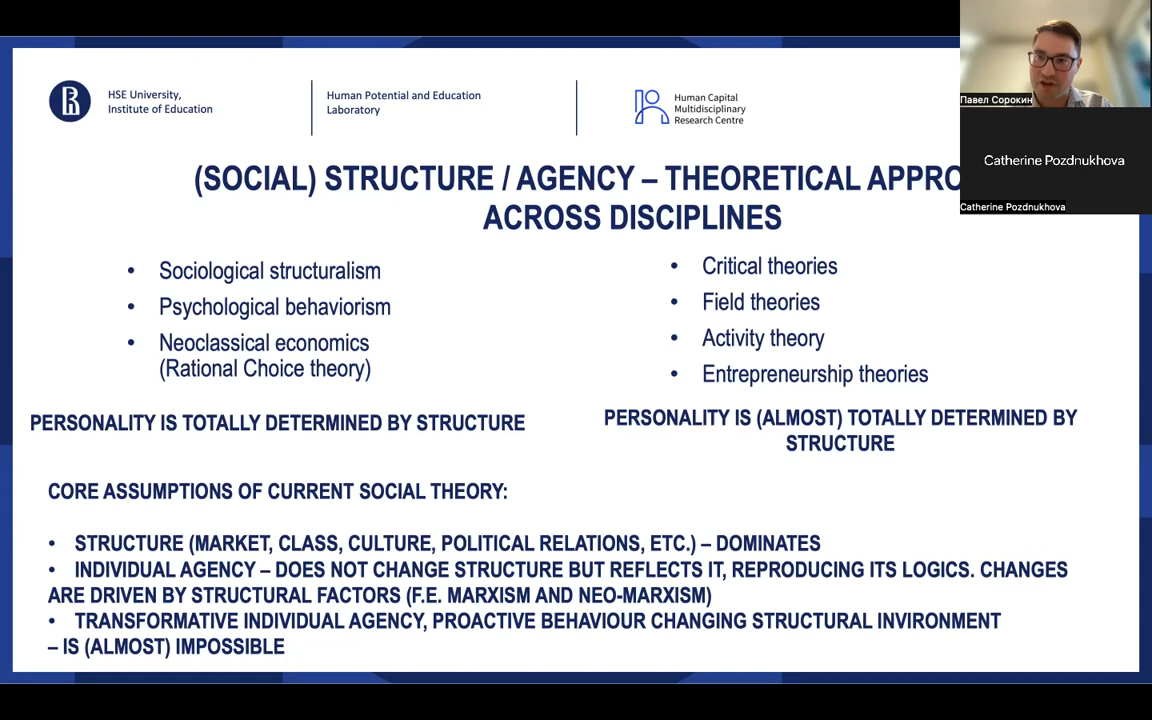 HSE University,
Institute of Education
Human Potential and Education
Laboratory
Human Capital
Multidisciplinary
Research Centre
Павел Сорокин
Catherine Pozdnukhova
Catherine Pozdnukhova
(SOCIAL) STRUCTURE / AGENCY – THEORETICAL APPRO
ACROSS DISCIPLINES
• Sociological structuralism
• Psychological behaviorism
• Neoclassical economics
(Rational Choice theory)
PERSONALITY IS TOTALLY DETERMINED BY STRUCTURE
• Critical theories
• Field theories
• Activity theory
• Entrepreneurship theories
PERSONALITY IS (ALMOST) TOTALLY DETERMINED BY
STRUCTURE
CORE ASSUMPTIONS OF CURRENT SOCIAL THEORY:
• STRUCTURE (MARKET, CLASS, CULTURE, POLITICAL RELATIONS, ETC.) – DOMINATES
• INDIVIDUAL AGENCY – DOES NOT CHANGE STRUCTURE BUT REFLECTS IT, REPRODUCING ITS LOGICS. CHANGES
ARE DRIVEN BY STRUCTURAL FACTORS (F.E. MARXISM AND NEO-MARXISM)
• TRANSFORMATIVE INDIVIDUAL AGENCY, PROACTIVE BEHAVIOUR CHANGING STRUCTURAL INVIRONMENT
– IS (ALMOST) IMPOSSIBLE